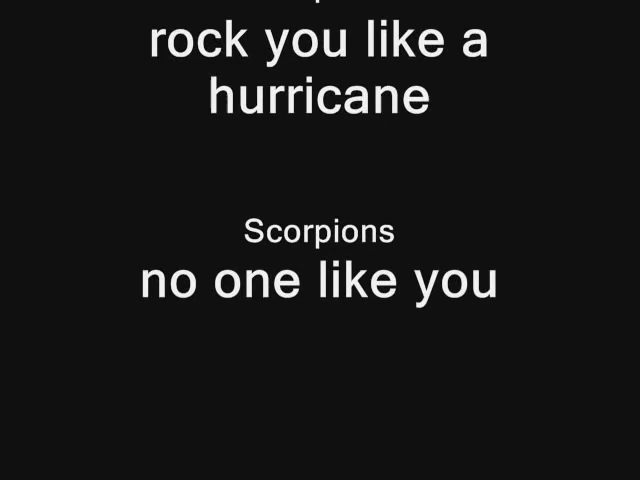 rock you like a
hurricane
Scorpions
no one like you